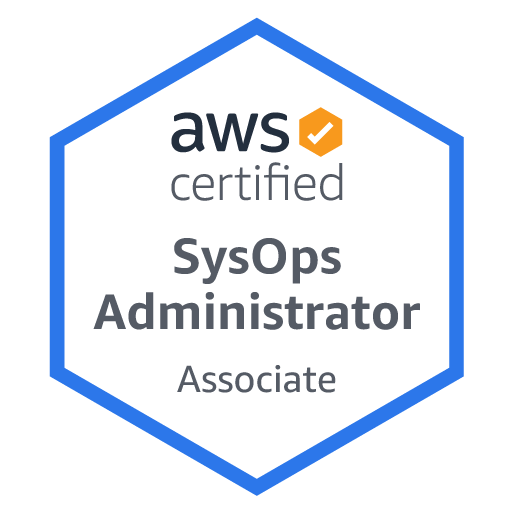 aws
certified
SysOps
Administrator
Associate